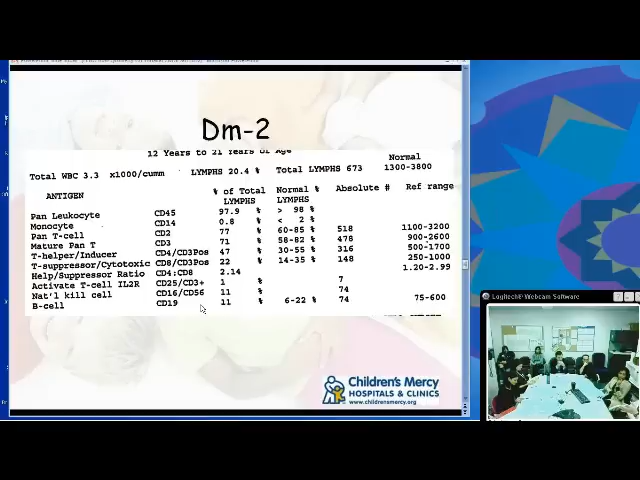 Dm-2
12 Years to 21 Years of Age
Normal
Total WBC 3.3 x1000/cumm LYMPHS 20.4 % Total LYMPHS 673 1300-3800
% of Total Normal % Absolute # Ref range
ANTIGEN LYMPHS LYMPHS
Pan Leukocyte CD45 97.9 % > 98 %
Monocyte CD14 0.8 % < 2 %
Pan T-cell CD2 77 % 60-85 % 518 1100-3200
Mature Pan T CD3 71 % 58-82 % 478 900-2600
T-helper/Inducer CD4/CD3Pos 47 % 30-55 % 316 500-1700
T-suppressor/Cytotoxic CD8/CD3Pos 22 % 14-35 % 148 250-1000
Help/Suppressor Ratio CD4:CD8 2.14 1.20-2.99
Activate T-cell IL2R CD25/CD3+ 1 % 7
Nat'l kill cell CD16/CD56 11 % 74
B-cell CD19 11 % 6-22 % 74 75-600
Children's Mercy
HOSPITALS & CLINICS
www.childrensmercy.org
Logitech® Webcam Software